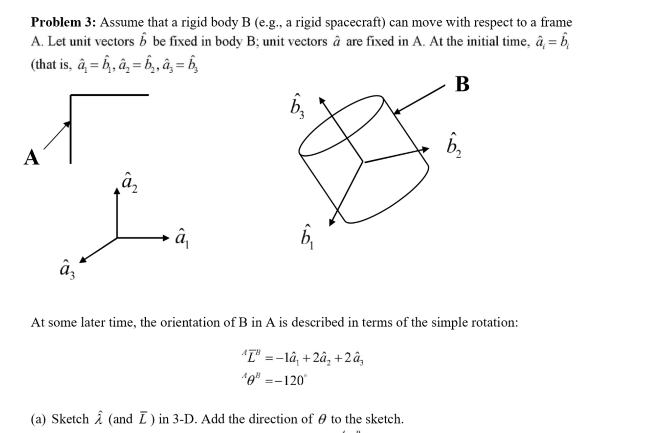 Problem 3: Assume that a rigid body B (e.g., a rigid spacecraft) can move with respect to a frame
A. Let unit vectors b̂ be fixed in body B; unit vectors â are fixed in A. At the initial time, âᵢ = b̂ᵢ
(that is, â₁ = b̂₁, â₂ = b̂₂, â₃ = b̂₃
B
b̂₃
b̂₂
A
â₂
â₁
b̂₁
â₃
At some later time, the orientation of B in A is described in terms of the simple rotation:
ᴬL̅ᴮ = −1â₁ + 2â₂ + 2â₃
ᴬθᴮ = −120°
(a) Sketch λ̂ (and L̅ ) in 3-D. Add the direction of θ to the sketch.